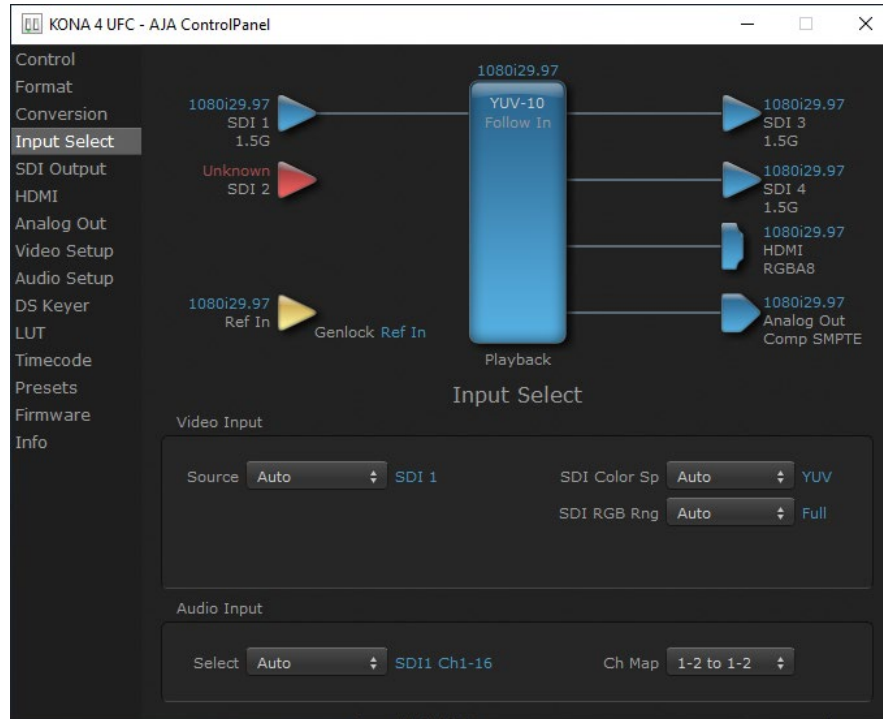 KONA 4 UFC - AJA ControlPanel
Control
Format
Conversion
Input Select
SDI Output
HDMI
Analog Out
Video Setup
Audio Setup
DS Keyer
LUT
Timecode
Presets
Firmware
Info
1080i29.97
YUV-10
Follow In
Playback
1080i29.97
SDI 1
1.5G
Unknown
SDI 2
1080i29.97
Ref In
Genlock Ref In
1080i29.97
SDI 3
1.5G
1080i29.97
SDI 4
1.5G
1080i29.97
HDMI
RGBA8
1080i29.97
Analog Out
Comp SMPTE
Input Select
Video Input
Source Auto SDI 1
SDI Color Sp Auto YUV
SDI RGB Rng Auto Full
Audio Input
Select Auto SDI1 Ch1-16
Ch Map 1-2 to 1-2